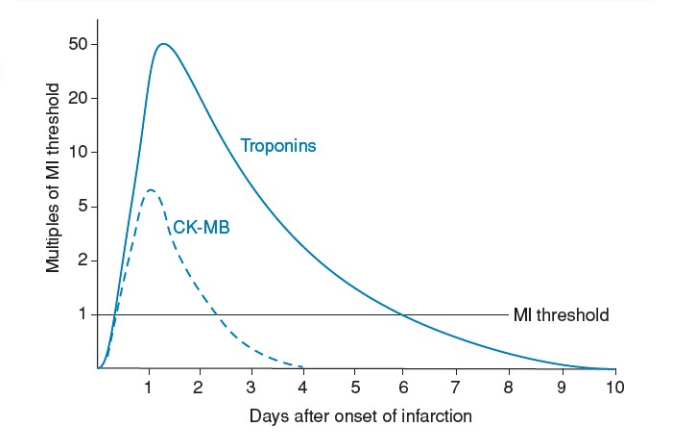 Multiples of MI threshold
50
20
10
5
2
1
Troponins
CK-MB
MI threshold
1 2 3 4 5 6 7 8 9 10
Days after onset of infarction